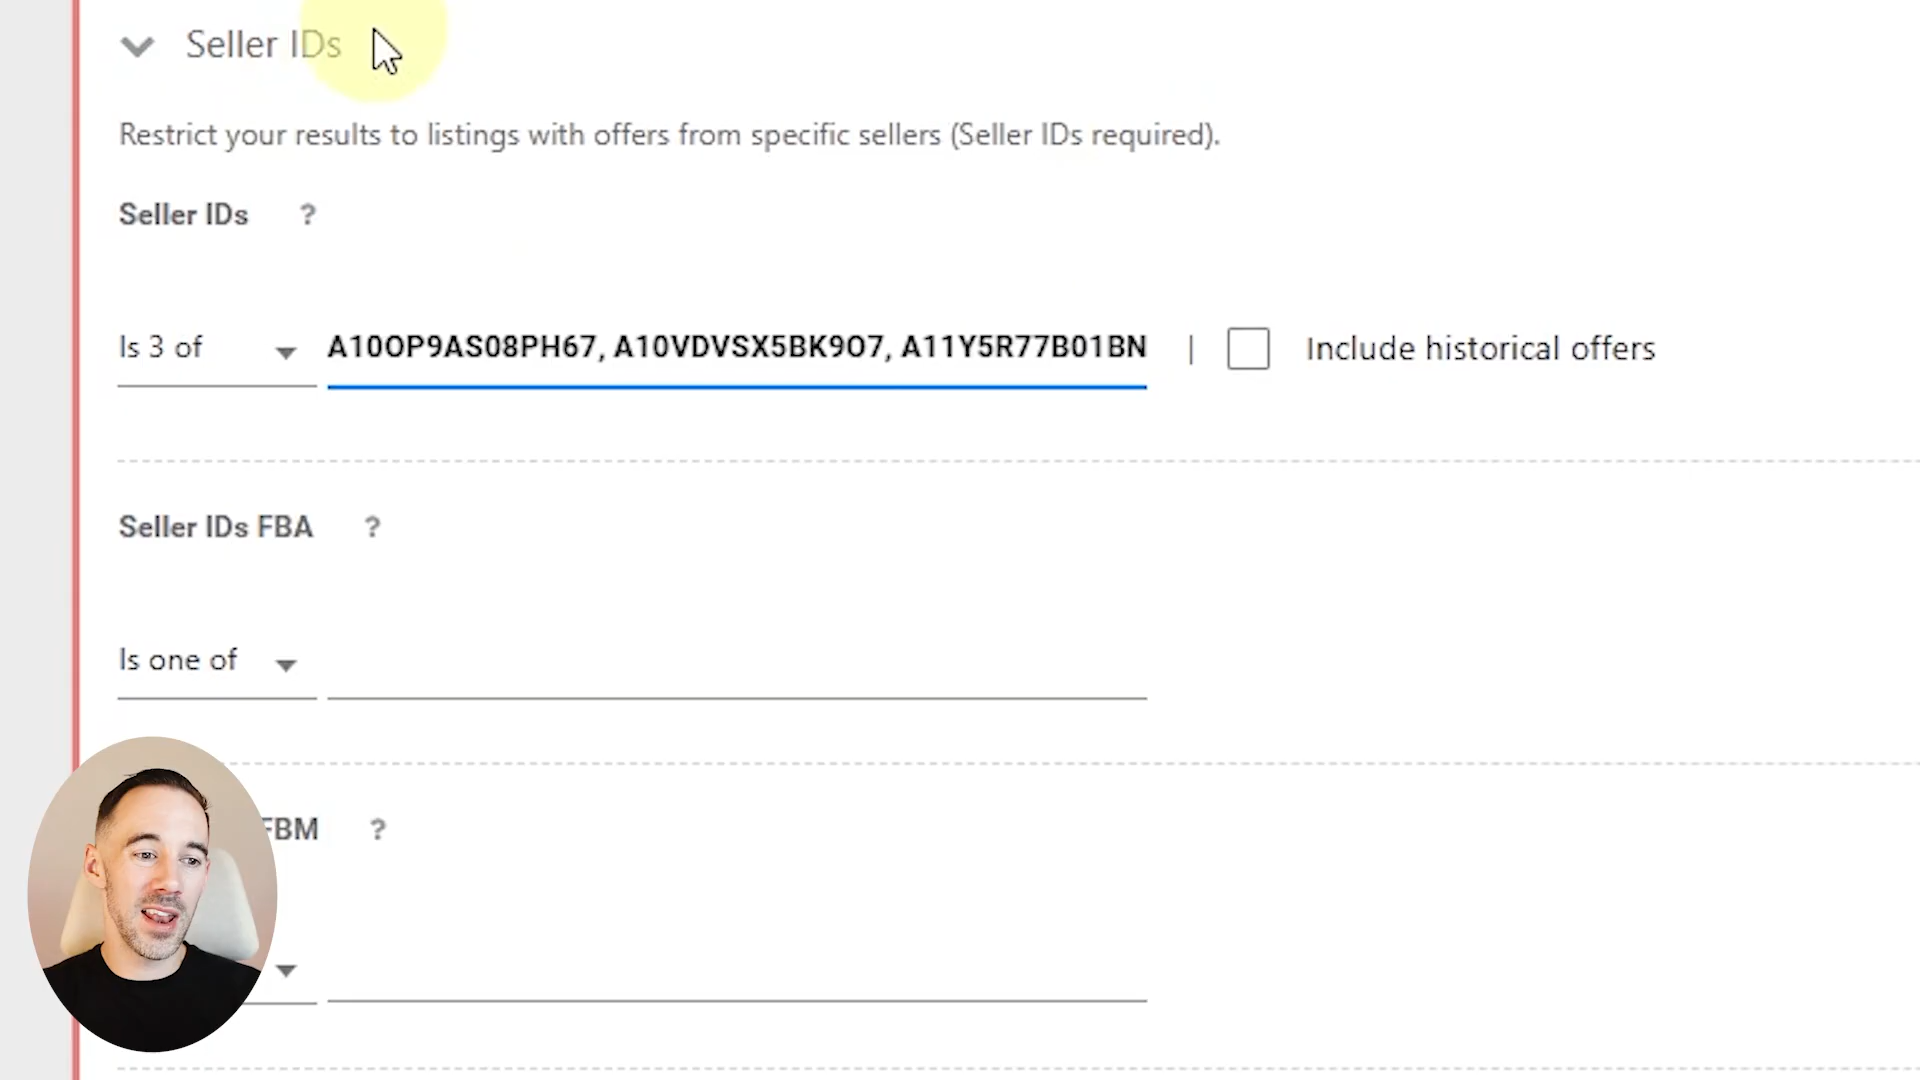 Seller IDs
Restrict your results to listings with offers from specific sellers (Seller IDs required).
Seller IDs ?
Is 3 of A10OP9AS08PH67, A10VDVSX5BK9O7, A11Y5R77B01BN | Include historical offers
Seller IDs FBA ?
Is one of
FBM ?